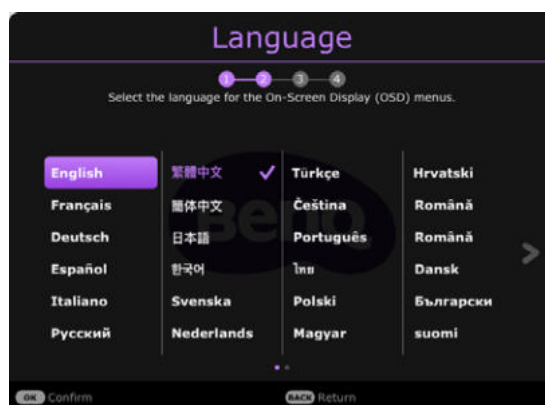 Language
1 2 3 4
Select the language for the On-Screen Display (OSD) menus.
English 繁體中文 Türkçe Hrvatski
Français 簡体中文 Čeština Română
Deutsch 日本語 Português Română
Español 한국어 ไทย Dansk
Italiano Svenska Polski Български
Русский Nederlands Magyar suomi
BenQ
OK Confirm BACK Return